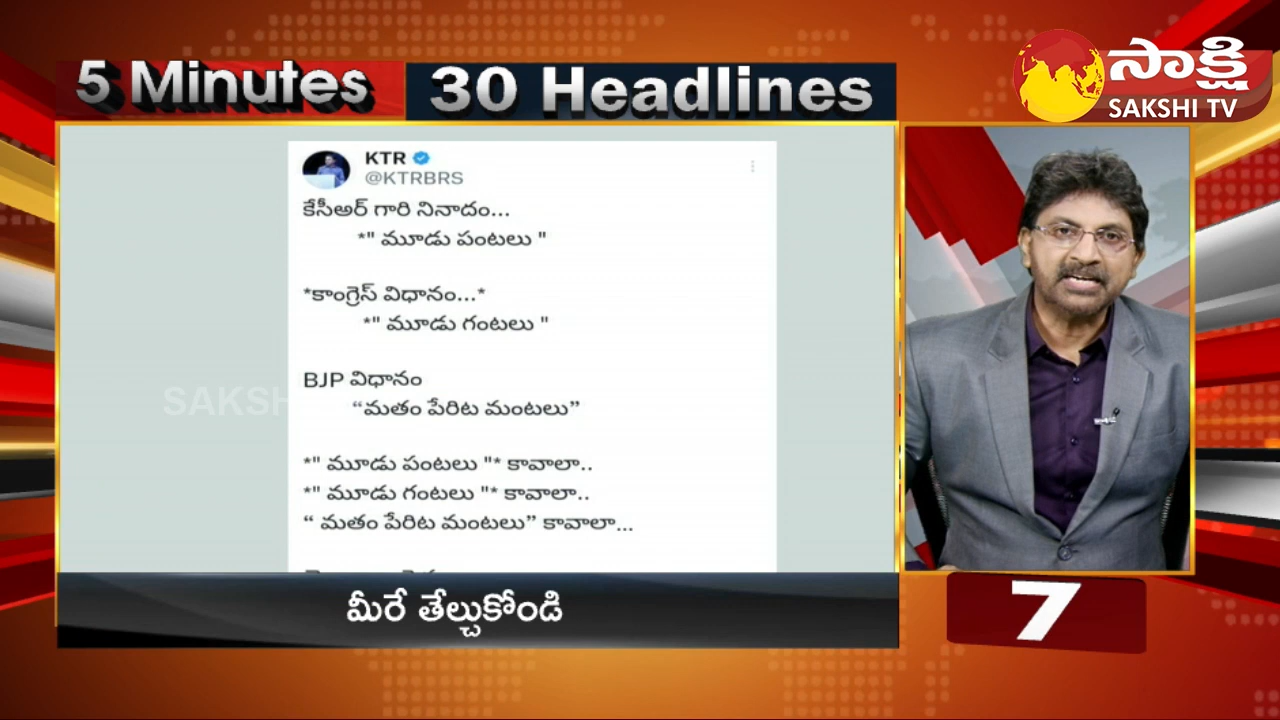 5 Minutes
30 Headlines
సాక్షి
SAKSHI TV
KTR
@KTRBRS
కేసీఆర్ గారి నినాదం...
*" మూడు పంటలు "
*కాంగ్రెస్ విధానం...*
*" మూడు గంటలు "
BJP విధానం
“మతం పేరిట మంటలు”
*" మూడు పంటలు "* కావాలా..
*" మూడు గంటలు "* కావాలా..
“ మతం పేరిట మంటలు” కావాలా...
SAKSH
మీరే తేల్చుకోండి
7